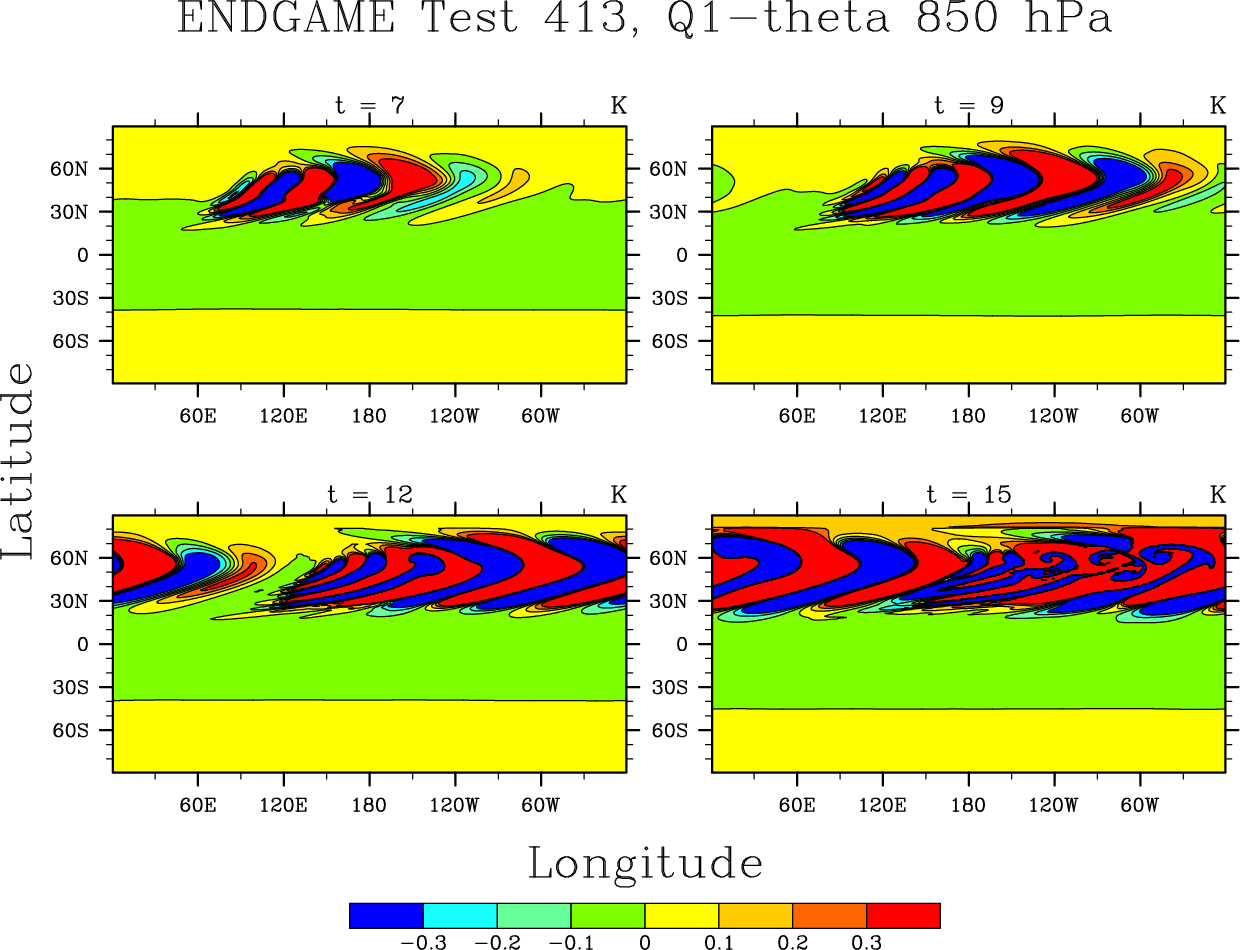 ENDGAME Test 413, Q1-theta 850 hPa
t = 7 K
t = 9 K
60N
30N
0
30S
60S
60E 120E 180 120W 60W
60N
30N
0
30S
60S
60E 120E 180 120W 60W
Latitude
t = 12 K
t = 15 K
60N
30N
0
30S
60S
60E 120E 180 120W 60W
60N
30N
0
30S
60S
60E 120E 180 120W 60W
Longitude
-0.3 -0.2 -0.1 0 0.1 0.2 0.3